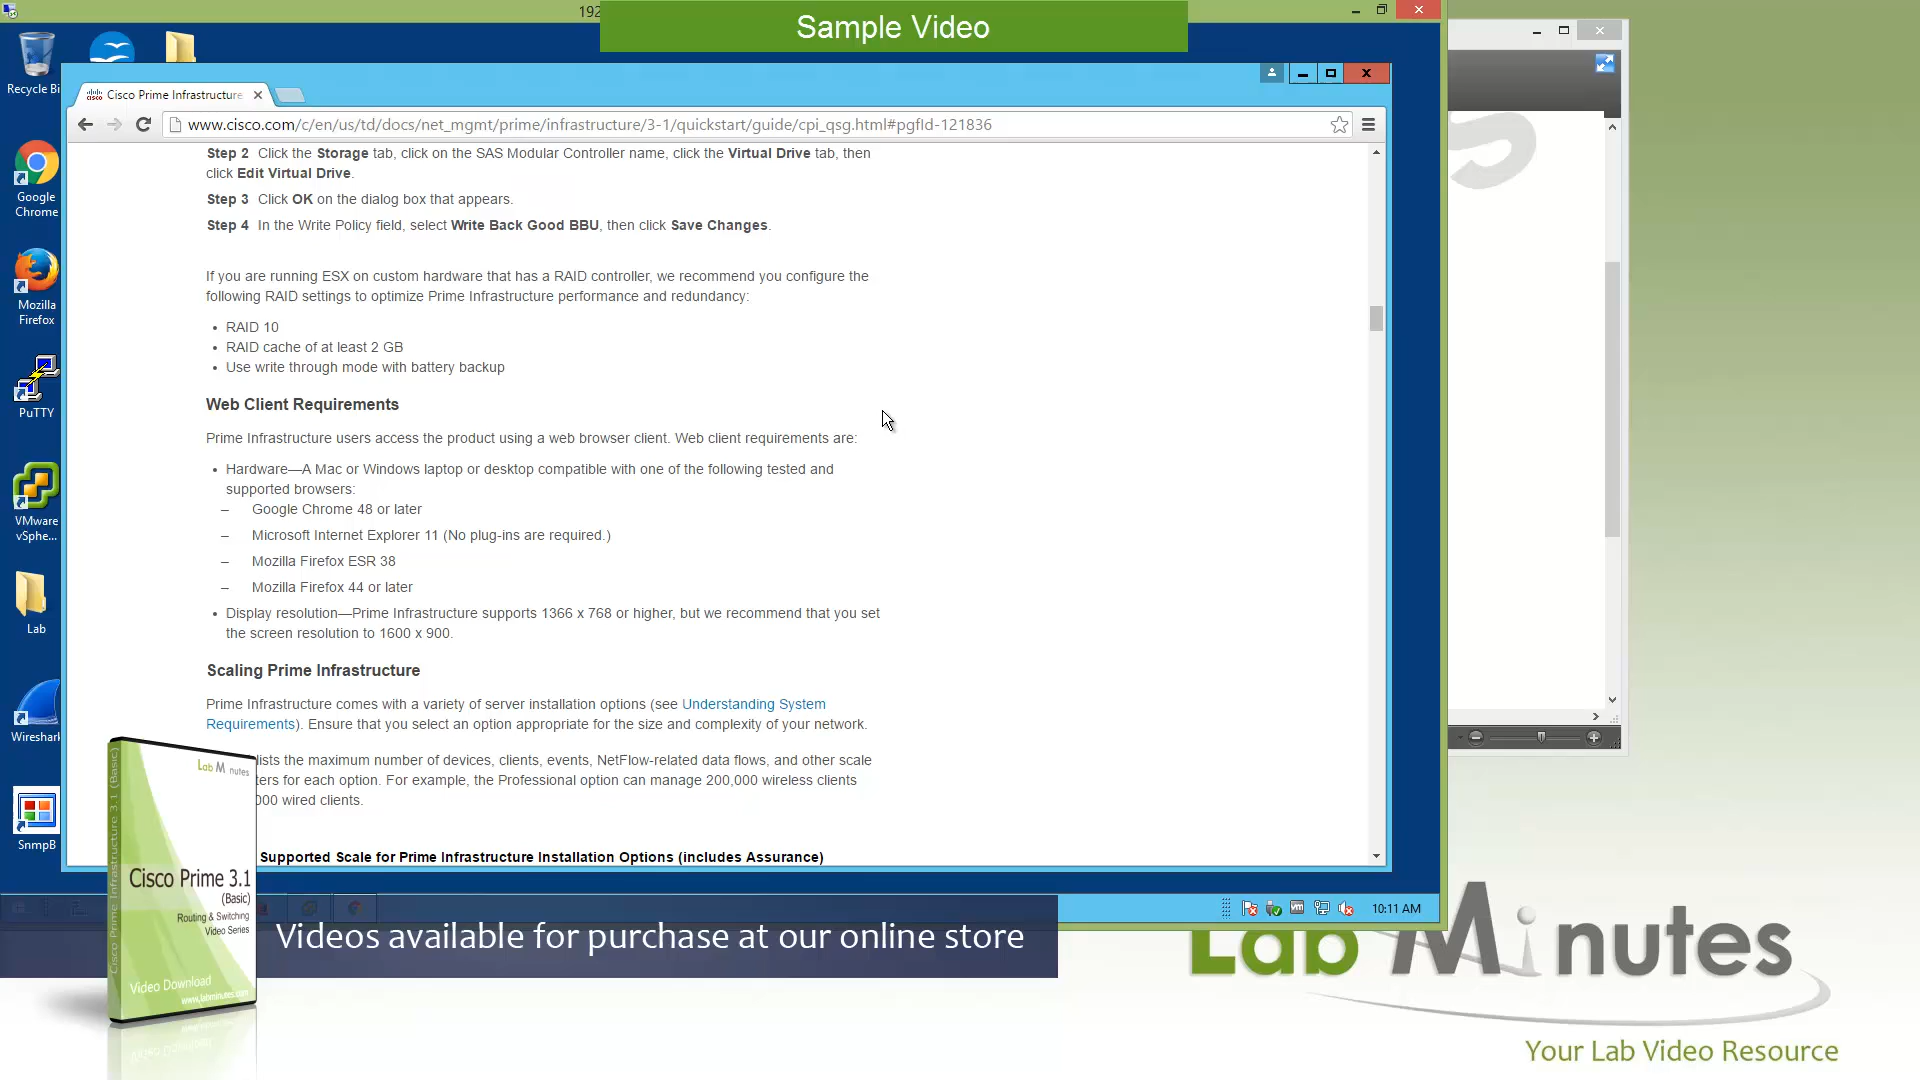 192
Sample Video
Recycle Bi
Cisco Prime Infrastructure
www.cisco.com/c/en/us/td/docs/net_mgmt/prime/infrastructure/3-1/quickstart/guide/cpi_qsg.html#pgfId-121836
Step 2 Click the Storage tab, click on the SAS Modular Controller name, click the Virtual Drive tab, then
click Edit Virtual Drive.
Step 3 Click OK on the dialog box that appears.
Step 4 In the Write Policy field, select Write Back Good BBU, then click Save Changes.
If you are running ESX on custom hardware that has a RAID controller, we recommend you configure the
following RAID settings to optimize Prime Infrastructure performance and redundancy:
• RAID 10
• RAID cache of at least 2 GB
• Use write through mode with battery backup
Web Client Requirements
Prime Infrastructure users access the product using a web browser client. Web client requirements are:
• Hardware—A Mac or Windows laptop or desktop compatible with one of the following tested and
supported browsers:
– Google Chrome 48 or later
– Microsoft Internet Explorer 11 (No plug-ins are required.)
– Mozilla Firefox ESR 38
– Mozilla Firefox 44 or later
• Display resolution—Prime Infrastructure supports 1366 x 768 or higher, but we recommend that you set
the screen resolution to 1600 x 900.
Scaling Prime Infrastructure
Prime Infrastructure comes with a variety of server installation options (see Understanding System
Requirements). Ensure that you select an option appropriate for the size and complexity of your network.
lists the maximum number of devices, clients, events, NetFlow-related data flows, and other scale
ters for each option. For example, the Professional option can manage 200,000 wireless clients
000 wired clients.
Supported Scale for Prime Infrastructure Installation Options (includes Assurance)
Google
Chrome
Mozilla
Firefox
PuTTY
VMware
vSphe...
Lab
Wireshark
SnmpB
10:11 AM
Lab Minutes
Cisco Prime Infrastructure 3.1 (Basic)
Cisco Prime 3.1
(Basic)
Routing & Switching
Video Series
Video Download
www.labminutes.com
Videos available for purchase at our online store
Lab Minutes
Your Lab Video Resource